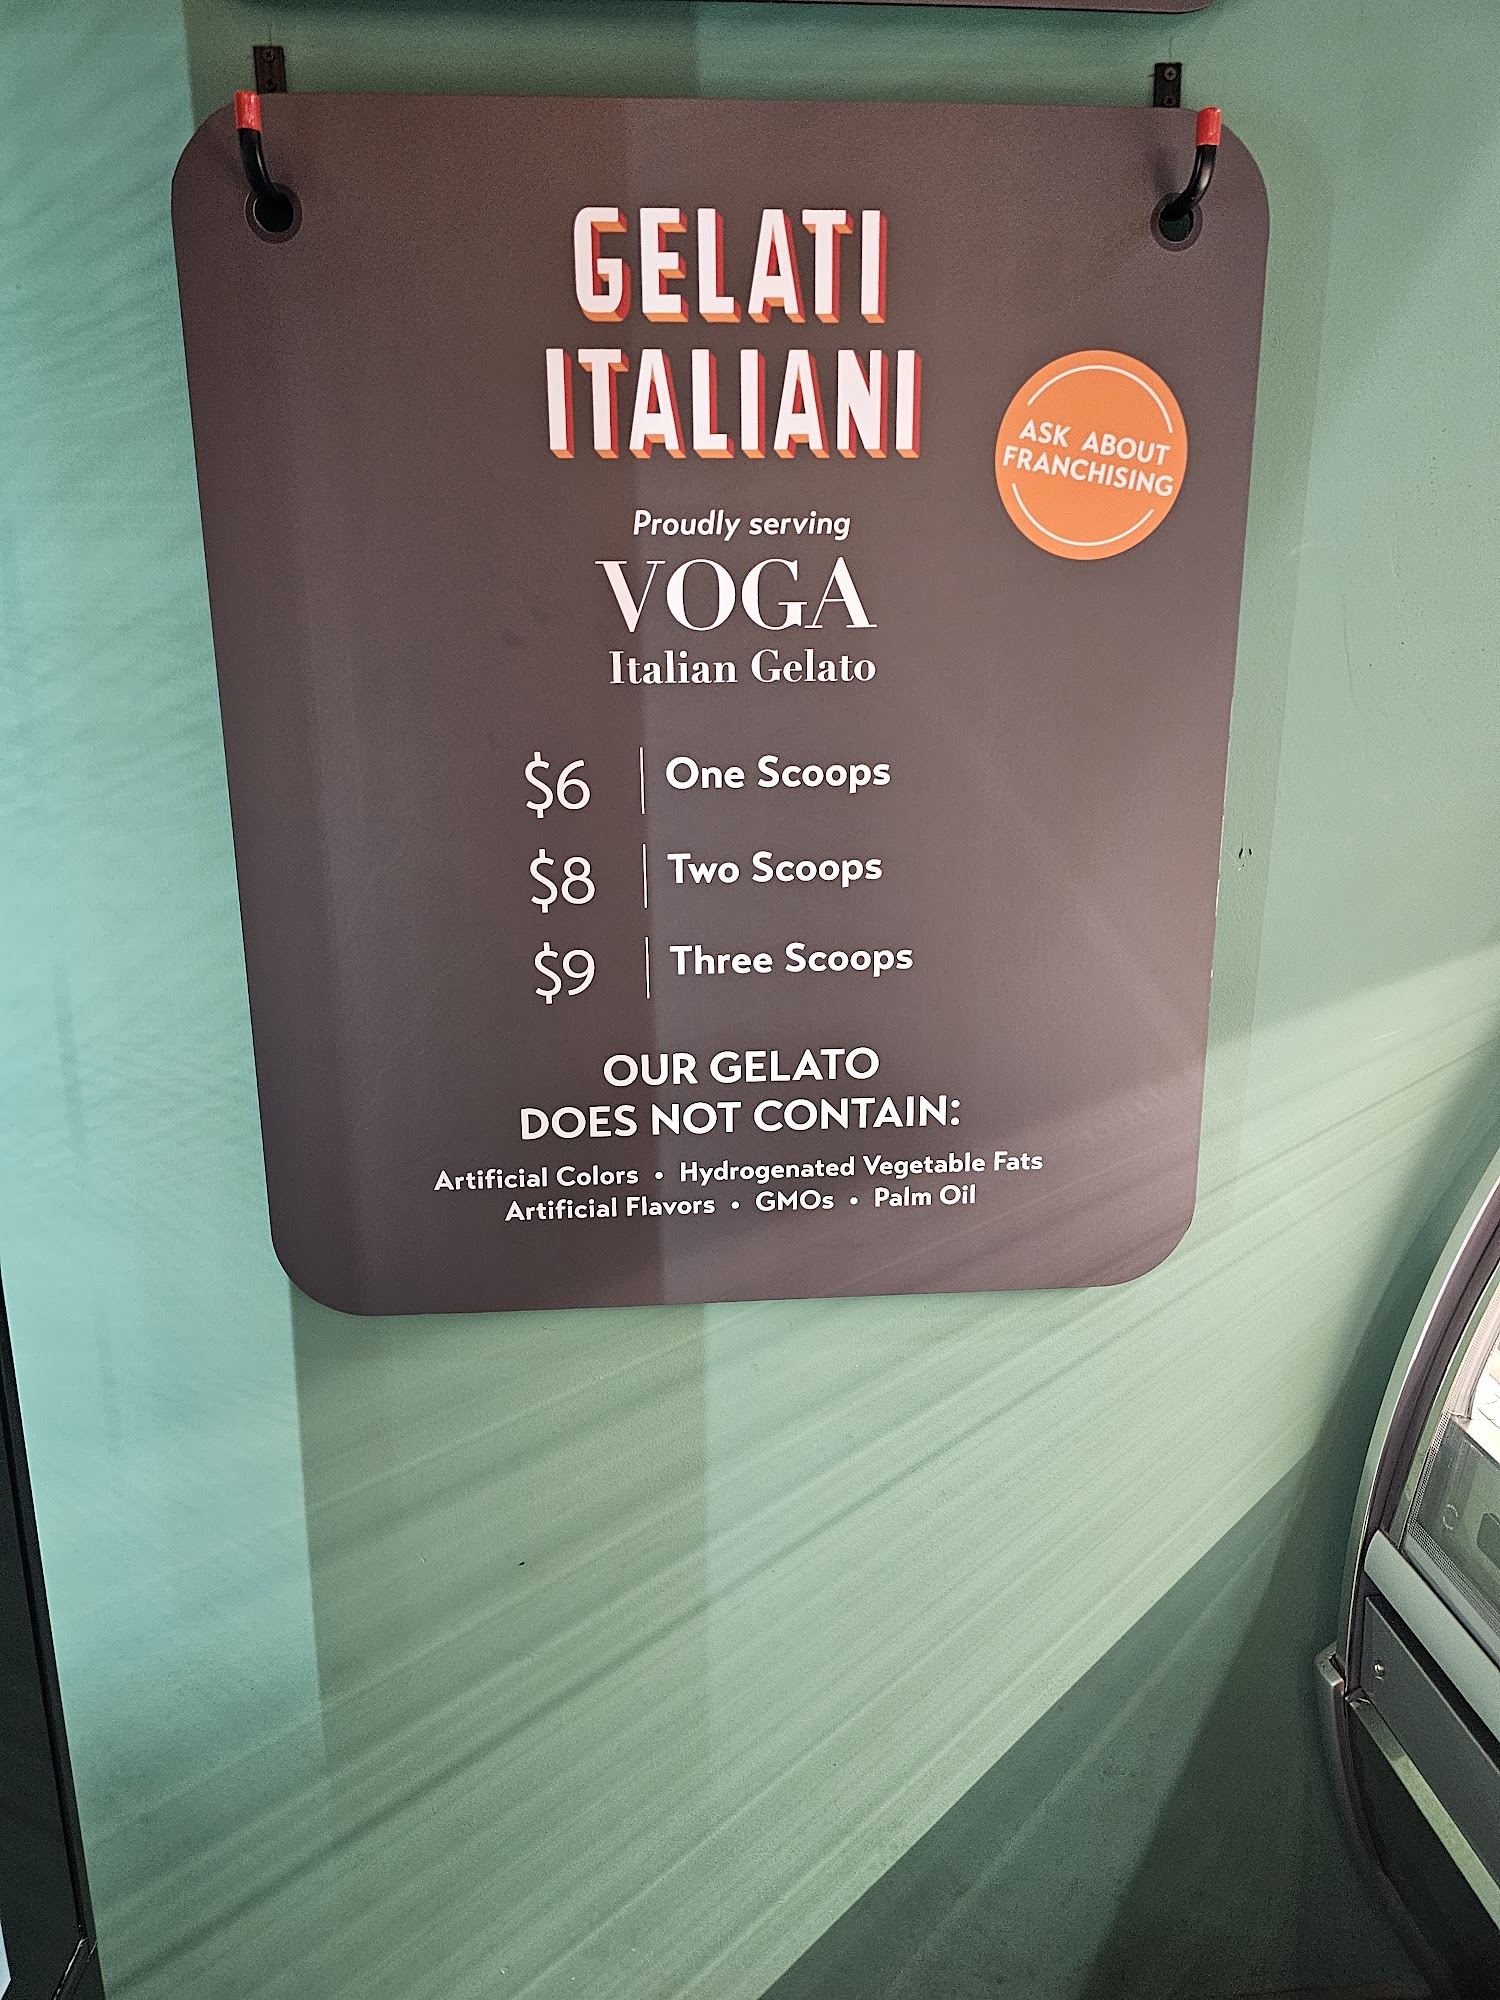 GELATI
ITALIANI
ASK ABOUT
FRANCHISING
Proudly serving
VOGA
Italian Gelato
$6 One Scoops
$8 Two Scoops
$9 Three Scoops
OUR GELATO
DOES NOT CONTAIN:
Artificial Colors • Hydrogenated Vegetable Fats
Artificial Flavors • GMOs • Palm Oil